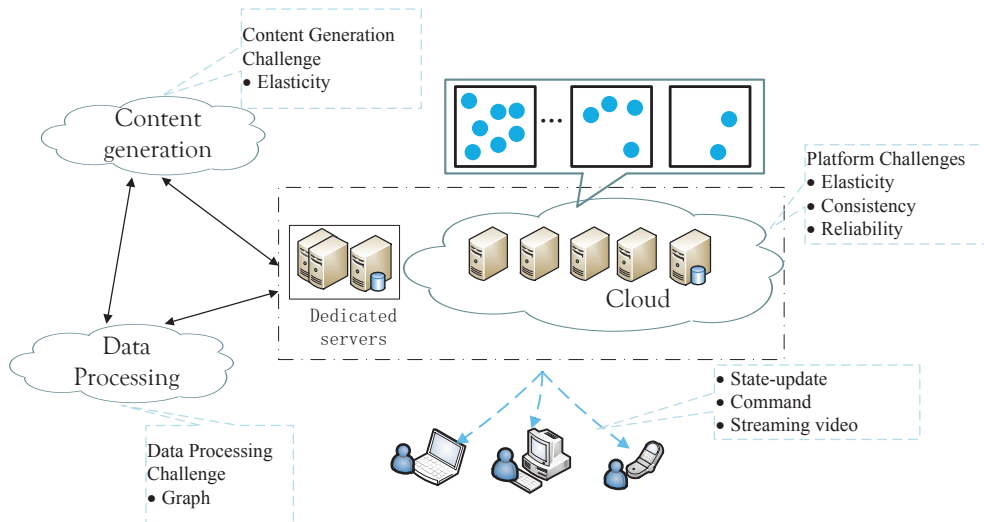 Content Generation
Challenge
• Elasticity
Content
generation
...
Platform Challenges
• Elasticity
• Consistency
• Reliability
Cloud
Dedicated
servers
Data
Processing
• State-update
• Command
• Streaming video
Data Processing
Challenge
• Graph